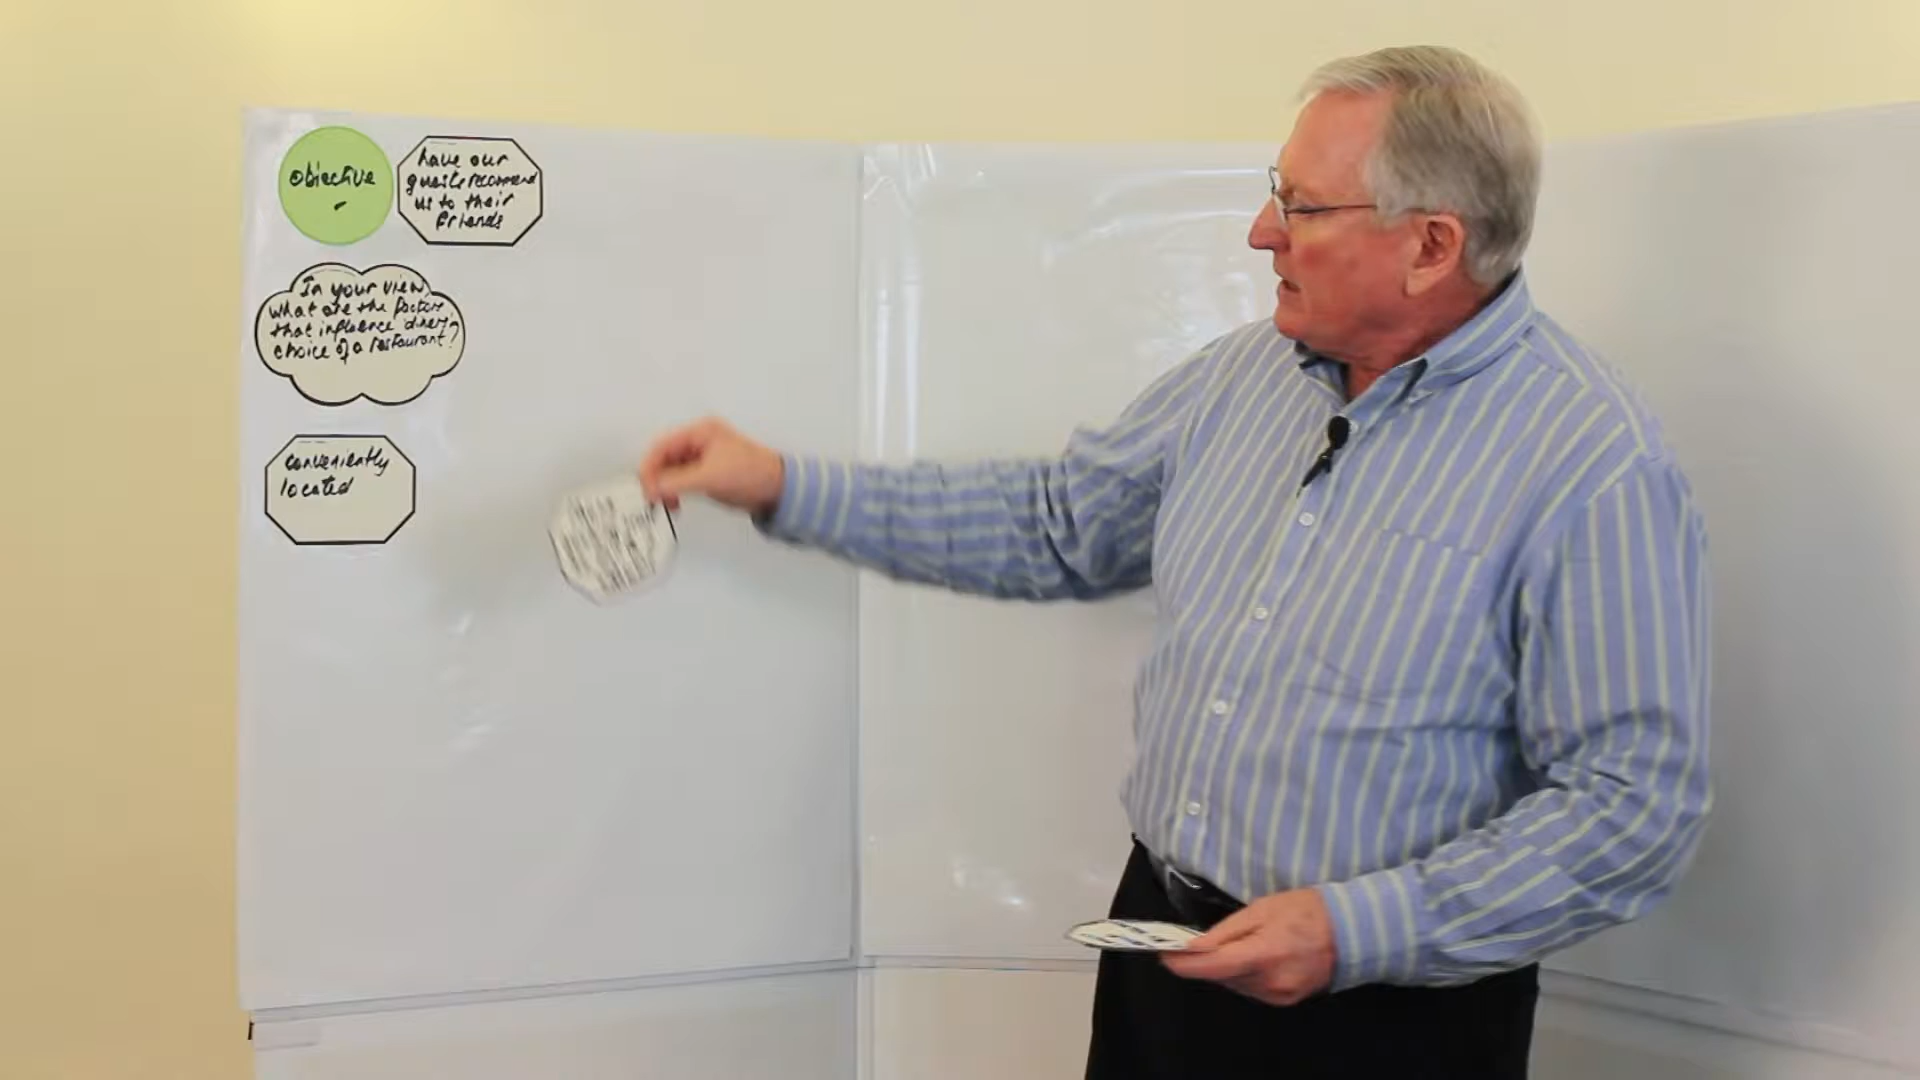 objective
have our
guests recommend
us to their
friends
In your view,
what are the factors
that influence diners'
choice of a restaurant?
conveniently
located